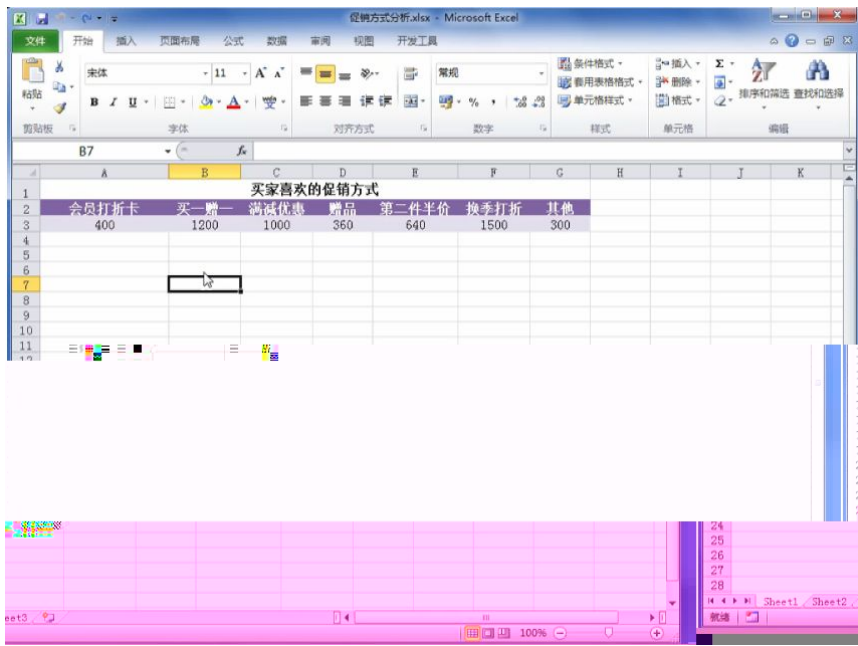 促销方式分析.xlsx - Microsoft Excel
文件 开始 插入 页面布局 公式 数据 审阅 视图 开发工具
宋体 11 常规 条件格式 插入 Σ
粘贴 B I U A % 套用表格格式 删除 排序和筛选 查找和选择
单元格样式 格式
剪贴板 字体 对齐方式 数字 样式 单元格 编辑
B7 fx
A B C D E F G H I J K
1 买家喜欢的促销方式
2 会员打折卡 买一赠一 满减优惠 赠品 第二件半价 换季打折 其他
3 400 1200 1000 360 640 1500 300
4
5
6
7
8
9
10
11
24
25
26
27
28
Sheet1 Sheet2
eet3 就绪
100%